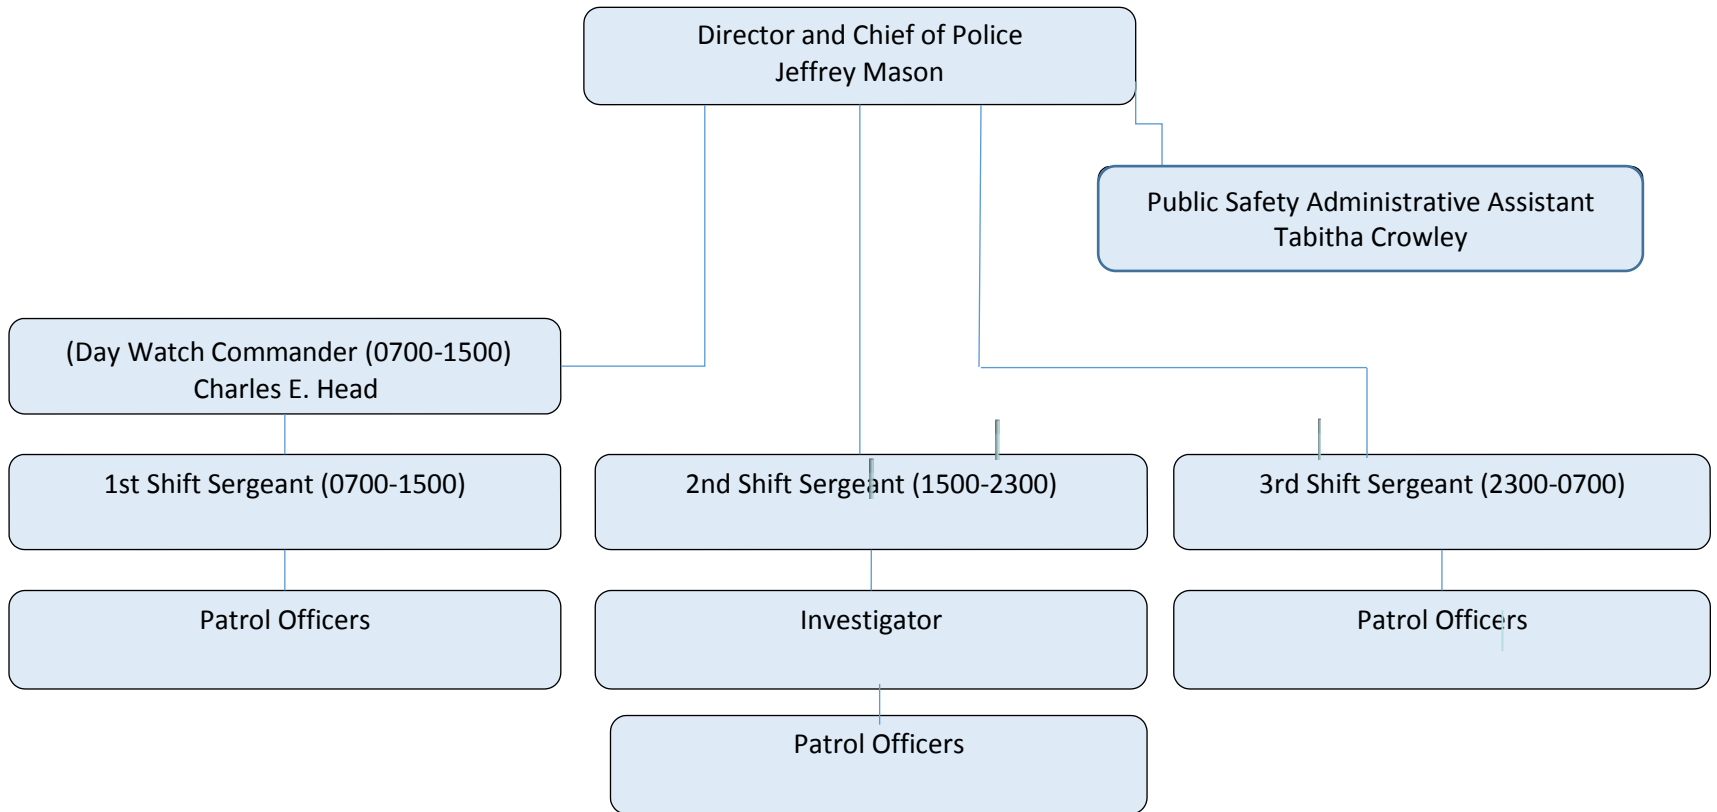 Director and Chief of Police
Jeffrey Mason
Public Safety Administrative Assistant
Tabitha Crowley
(Day Watch Commander (0700-1500)
Charles E. Head
1st Shift Sergeant (0700-1500)
2nd Shift Sergeant (1500-2300)
3rd Shift Sergeant (2300-0700)
Patrol Officers
Investigator
Patrol Officers
Patrol Officers